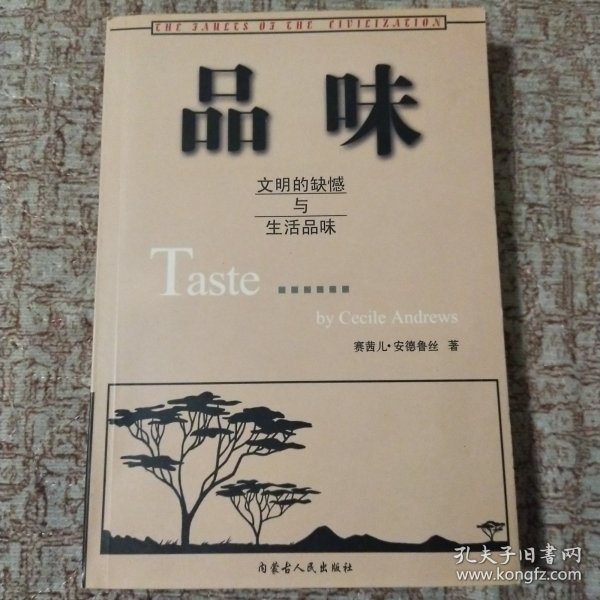 THE FAULTS OF THE CIVILIZATION
品味
文明的缺憾
与
生活品味
Taste ......
by Cecile Andrews
赛茜儿•安德鲁丝 著
内蒙古人民出版社
孔夫子旧书网
www.kongfz.com